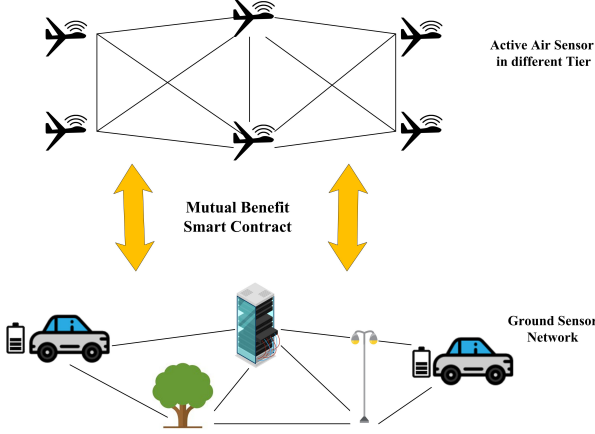 Active Air Sensor
in different Tier
Mutual Benefit
Smart Contract
Ground Sensor
Network